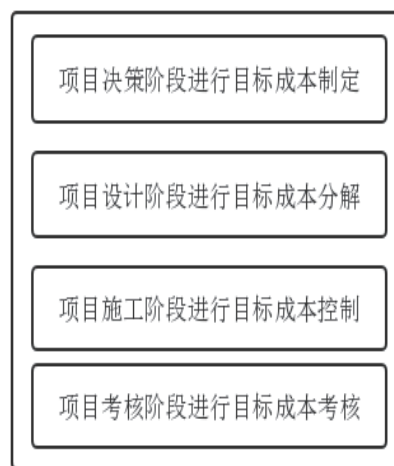 项目决策阶段进行目标成本制定
项目设计阶段进行目标成本分解
项目施工阶段进行目标成本控制
项目考核阶段进行目标成本考核